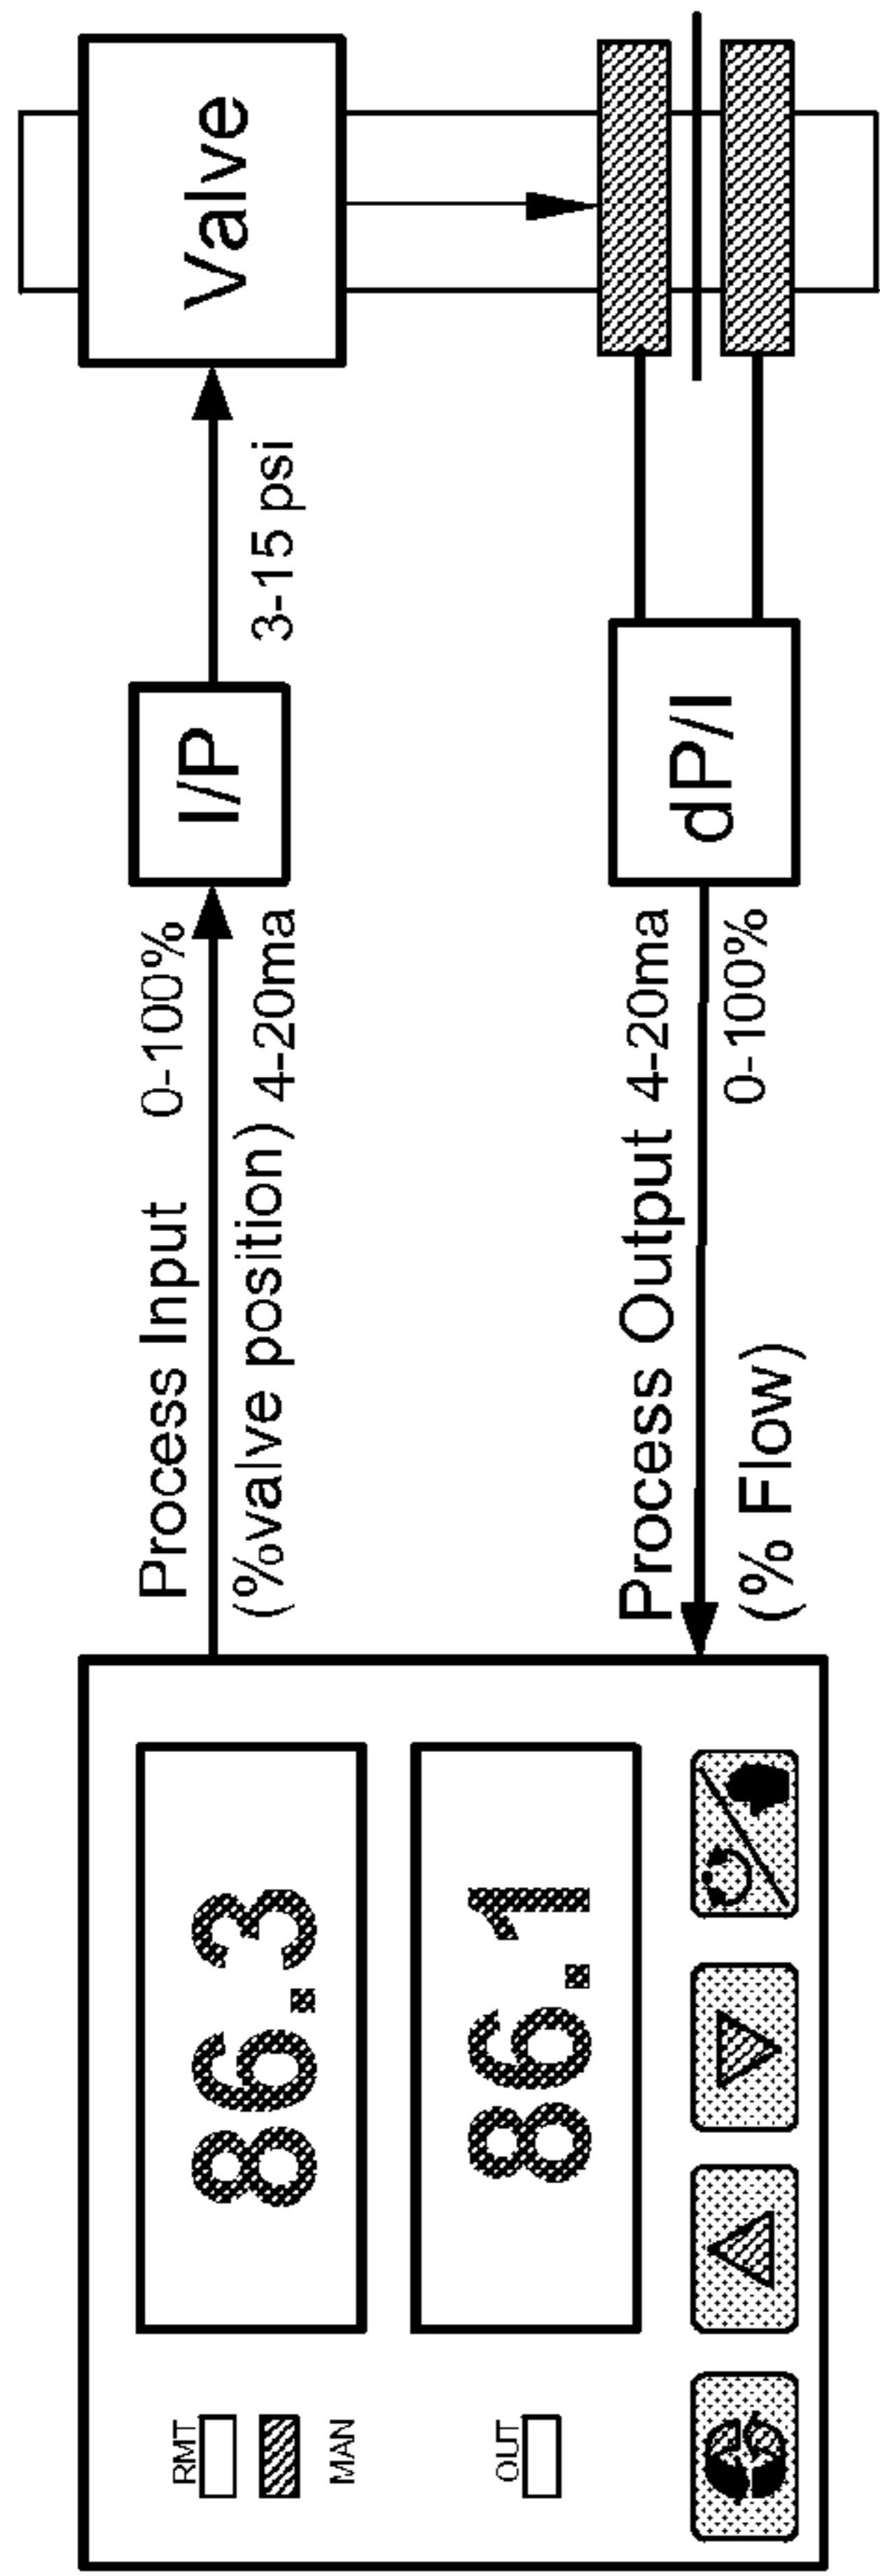 RMT
MAN
86.3
OUT
86.1
Process Input 0-100%
(%valve position) 4-20ma
I/P
3-15 psi
Valve
Process Output 4-20ma
(% Flow) 0-100%
dP/I